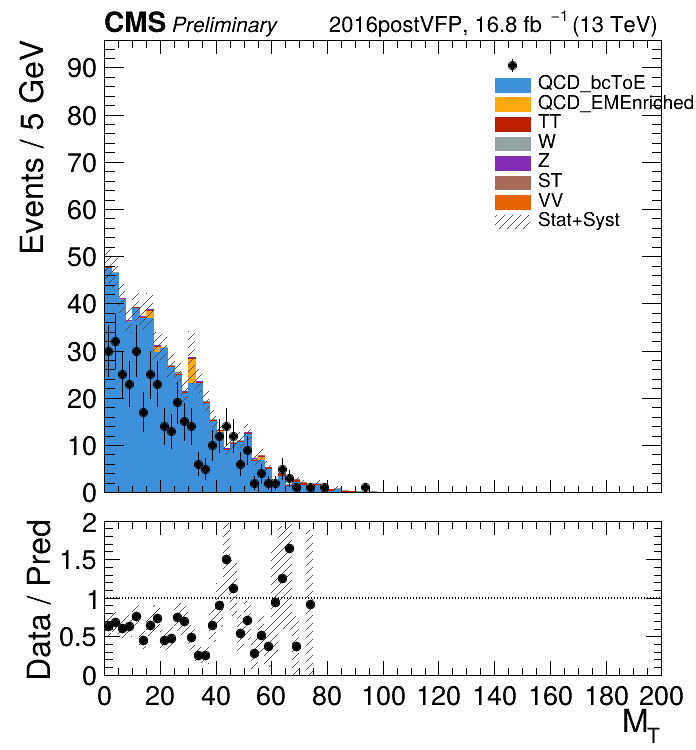 CMS Preliminary 2016postVFP, 16.8 fb⁻¹ (13 TeV)
Events / 5 GeV
90
80
70
60
50
40
30
20
10
0
QCD_bcToE
QCD_EMEnriched
TT
W
Z
ST
VV
Stat+Syst
Data / Pred
2
1.5
1
0.5
0
0 20 40 60 80 100 120 140 160 180 200
M_T